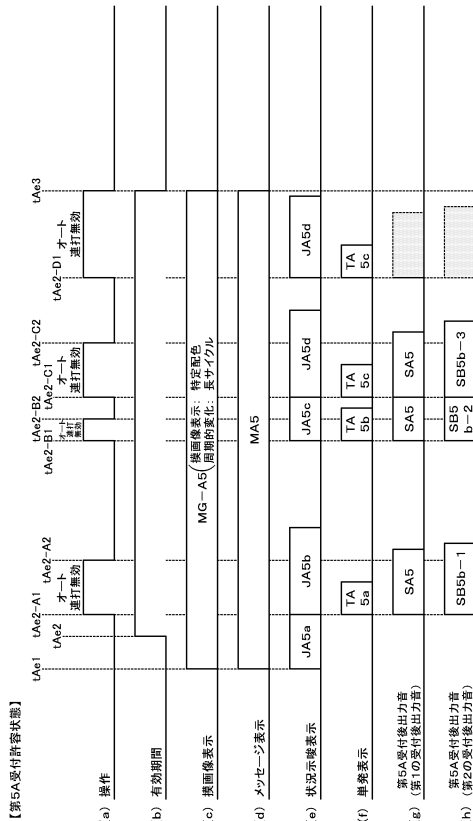 【第5A受付許容状態】
tAe1
tAe2
tAe2-A1
tAe2-A2
tAe2-B1
tAe2-B2
tAe2-C1
tAe2-C2
tAe2-D1
tAe3
(a) 操作
オート
連打無効
オート
連打無効
オート
連打無効
オート
連打無効
(b) 有効期間
(c) 撥画像表示
MG-A5(撥画像表示: 特定配色
周期的変化: 長サイクル)
(d) メッセージ表示
MA5
(e) 状況示唆表示
JA5a
JA5b
JA5c
JA5d
JA5d
(f) 単発表示
TA
5a
TA
5b
TA
5c
TA
5c
(g) 第5A受付後出力音
(第1の受付後出力音)
SA5
SA5
SA5
(h) 第5A受付後出力音
(第2の受付後出力音)
SB5b-1
SB5
b-2
SB5b-3